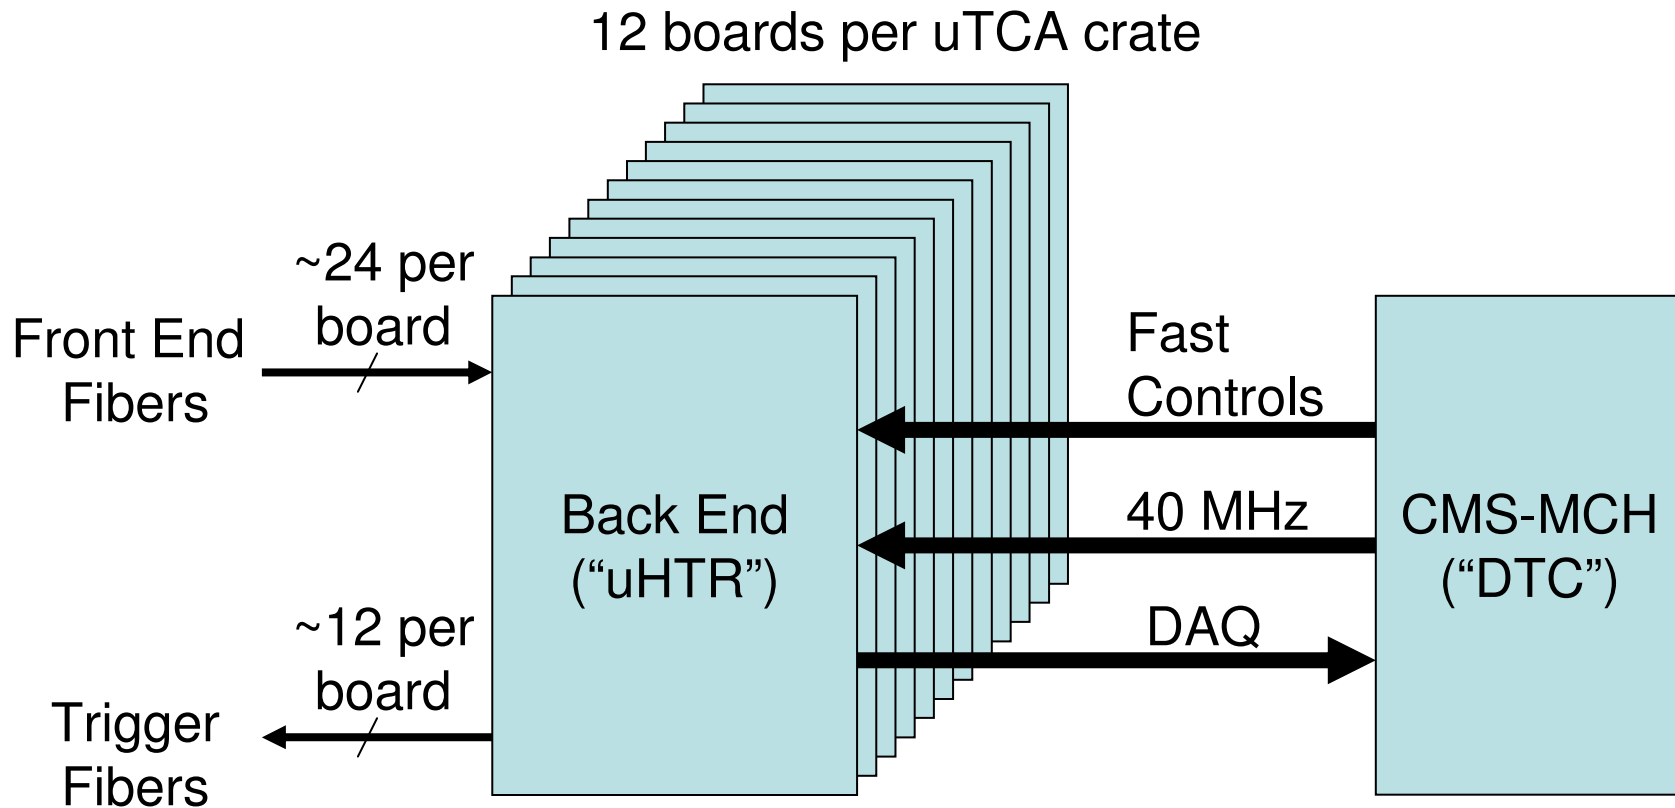 12 boards per uTCA crate
~24 per
board
Front End
Fibers
Fast
Controls
Back End
(“uHTR”)
40 MHz
CMS-MCH
(“DTC”)
DAQ
~12 per
board
Trigger
Fibers